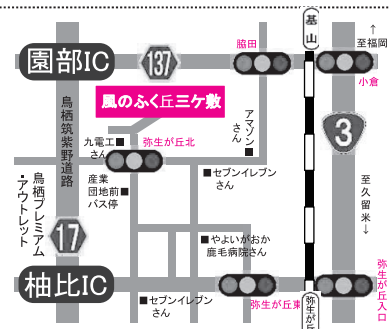 基山
↑
至福岡
脇田
園部IC
137
小倉
風のふく丘三ケ敷
3
鳥栖筑紫野道路
九電工■
さん
弥生が丘北
アマゾン■
さん
産業
団地前■
バス停
■セブンイレブン
さん
至久留米↓
鳥栖プレミアム
・アウトレット
17
■やよいがおか
鹿毛病院さん
柚比IC
■セブンイレブン
さん
弥生が丘東
弥生が丘
弥生が丘入口